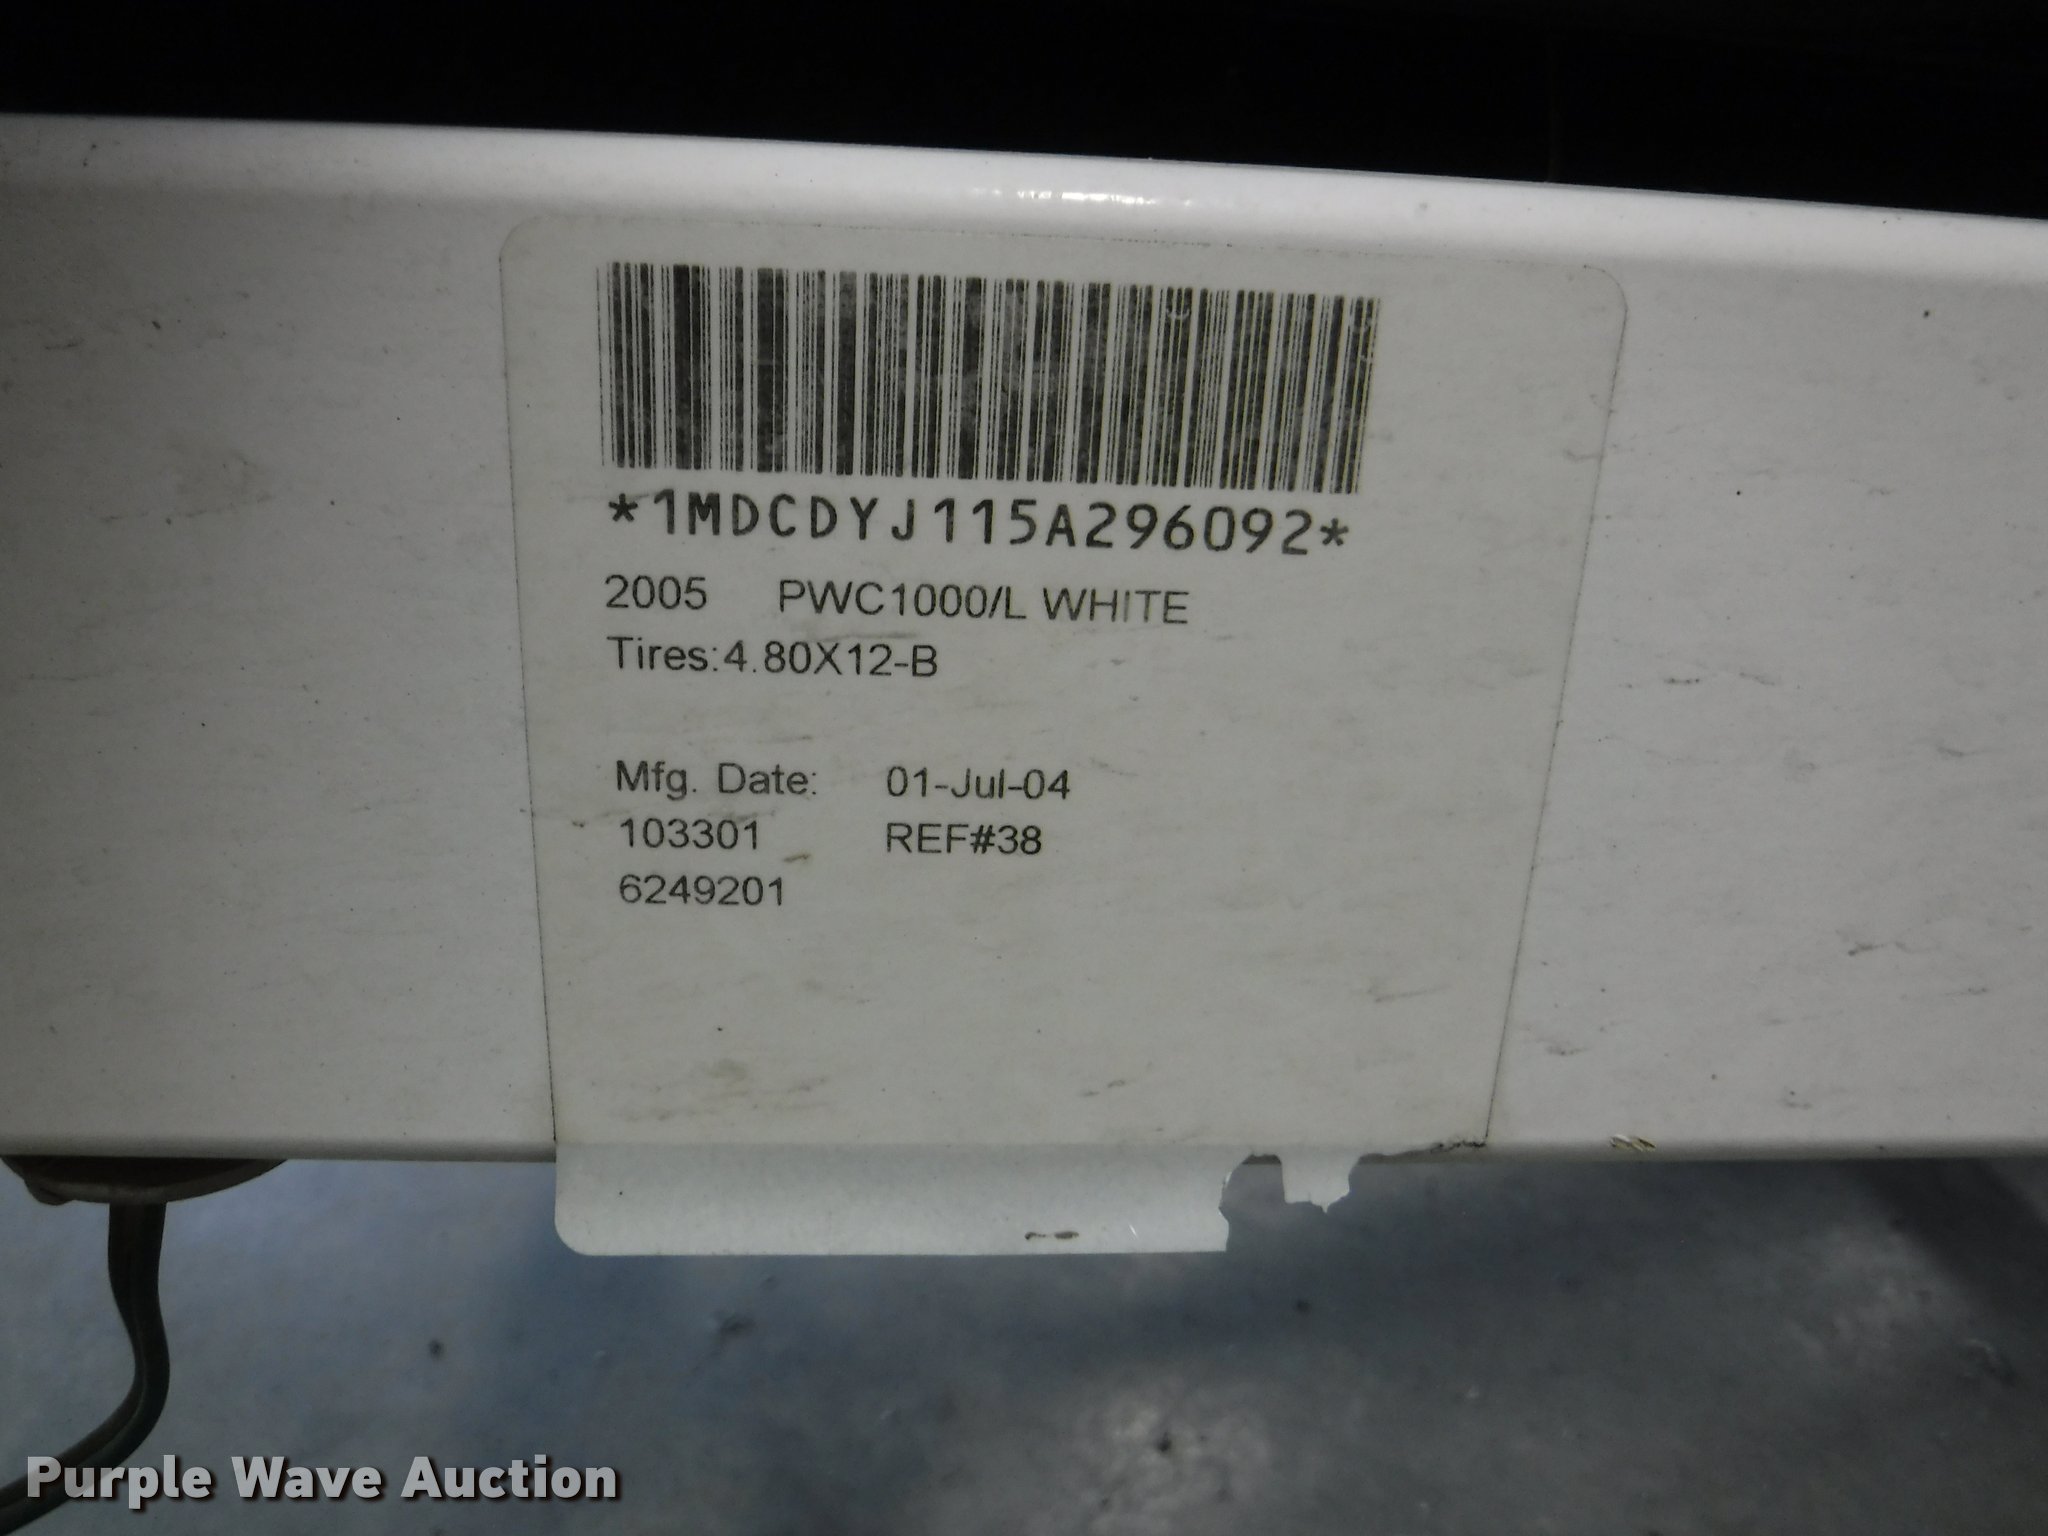 *1MDCDYJ115A296092*
2005 PWC1000/L WHITE
Tires:4.80X12-B
Mfg. Date: 01-Jul-04
103301 REF#38
6249201
Purple Wave Auction